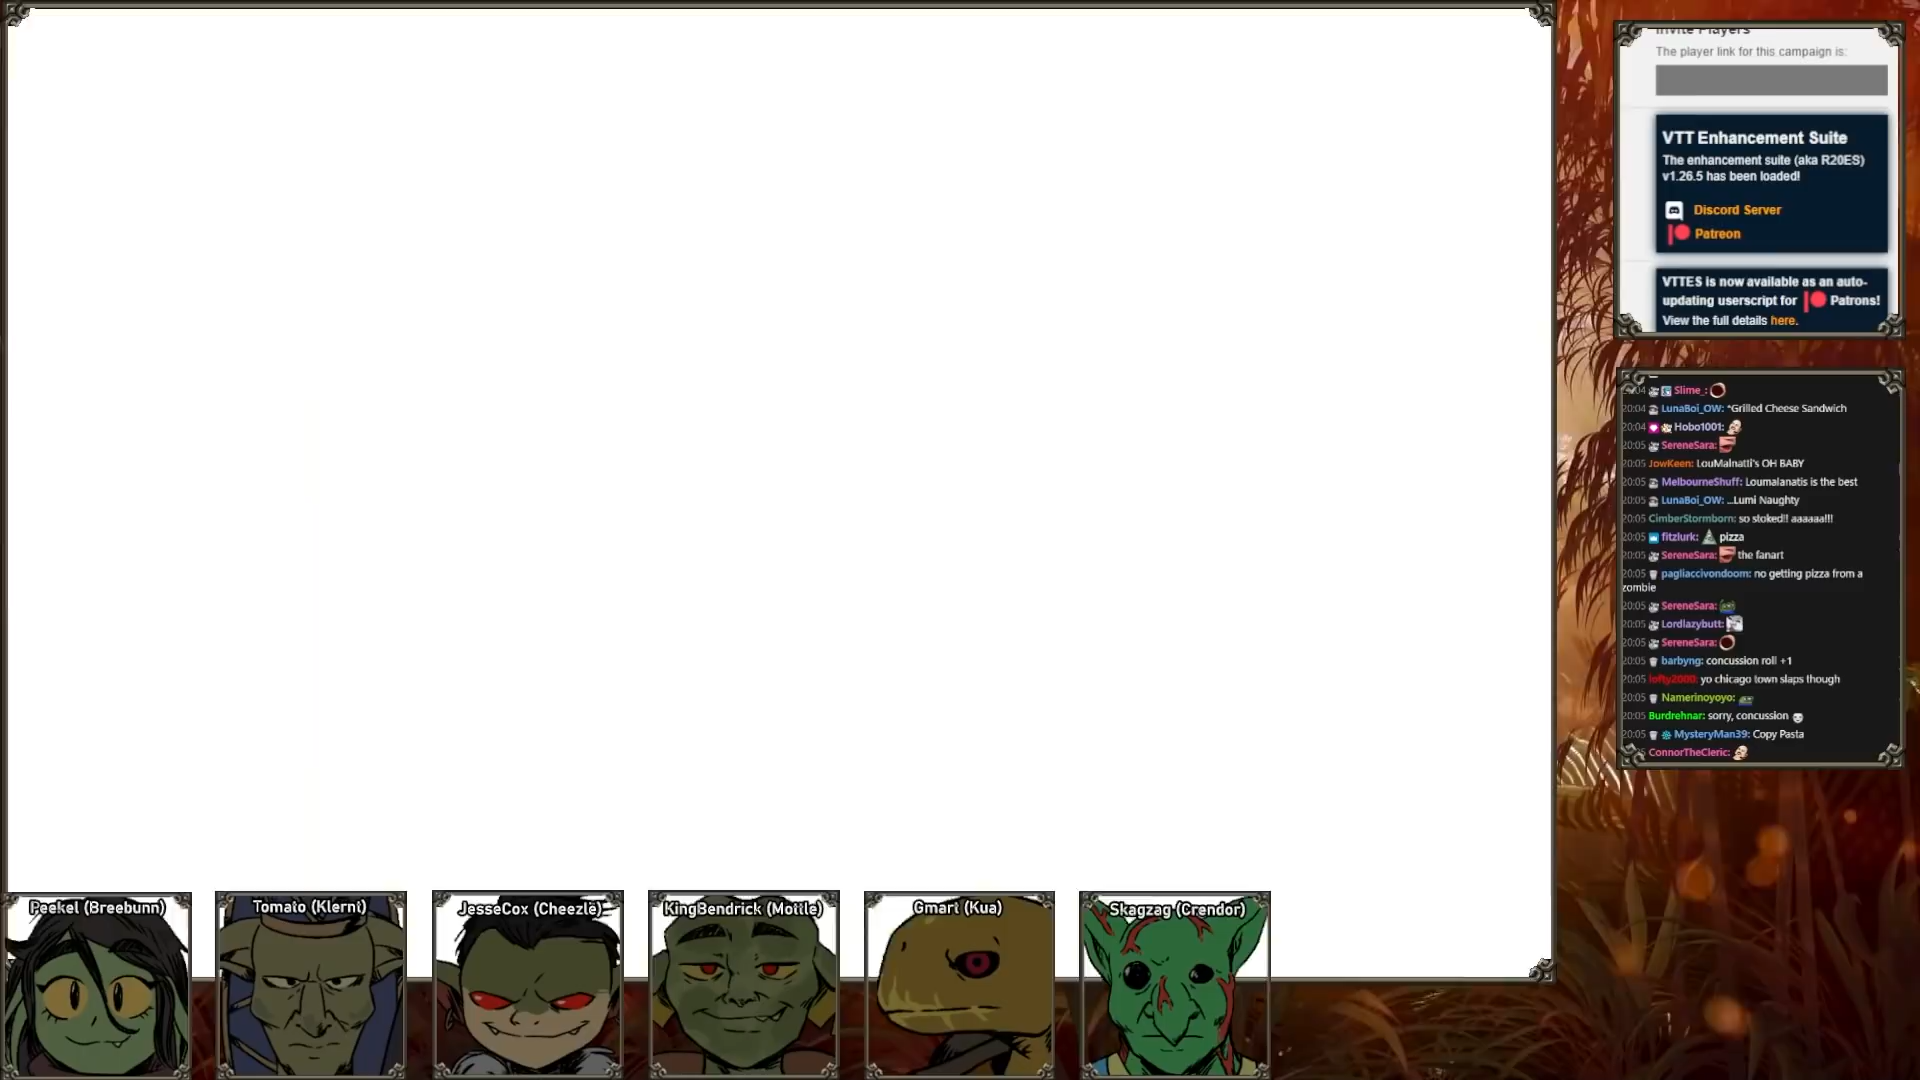 Invite Players
The player link for this campaign is:
VTT Enhancement Suite
The enhancement suite (aka R20ES)
v1.26.5 has been loaded!
Discord Server
Patreon
VTTES is now available as an auto-
updating userscript for Patrons!
View the full details here.
Slime_:
20:04 LunaBoi_OW: *Grilled Cheese Sandwich
20:04 Hobo1001:
20:05 SereneSara:
20:05 JowKeen: LouMalnatti's OH BABY
20:05 MelbourneShuff: Loumalanatis is the best
20:05 LunaBoi_OW: ...Lumi Naughty
20:05 CimberStormborn: so stoked!! aaaaaa!!!
20:05 fitzlurk: pizza
20:05 SereneSara: the fanart
20:05 pagliaccivondoom: no getting pizza from a
zombie
20:05 SereneSara:
20:05 Lordlazybutt:
20:05 SereneSara:
20:05 barbyng: concussion roll +1
20:05 lofty2000: yo chicago town slaps though
20:05 Namerinoyoyo:
20:05 Burdrehnar: sorry, concussion
20:05 MysteryMan39: Copy Pasta
ConnorTheCleric:
Peekel (Breebunn)
Tomato (Klernt)
JesseCox (Cheezle)
KingBendrick (Mottle)
Gmart (Kua)
Skagzag (Crendor)